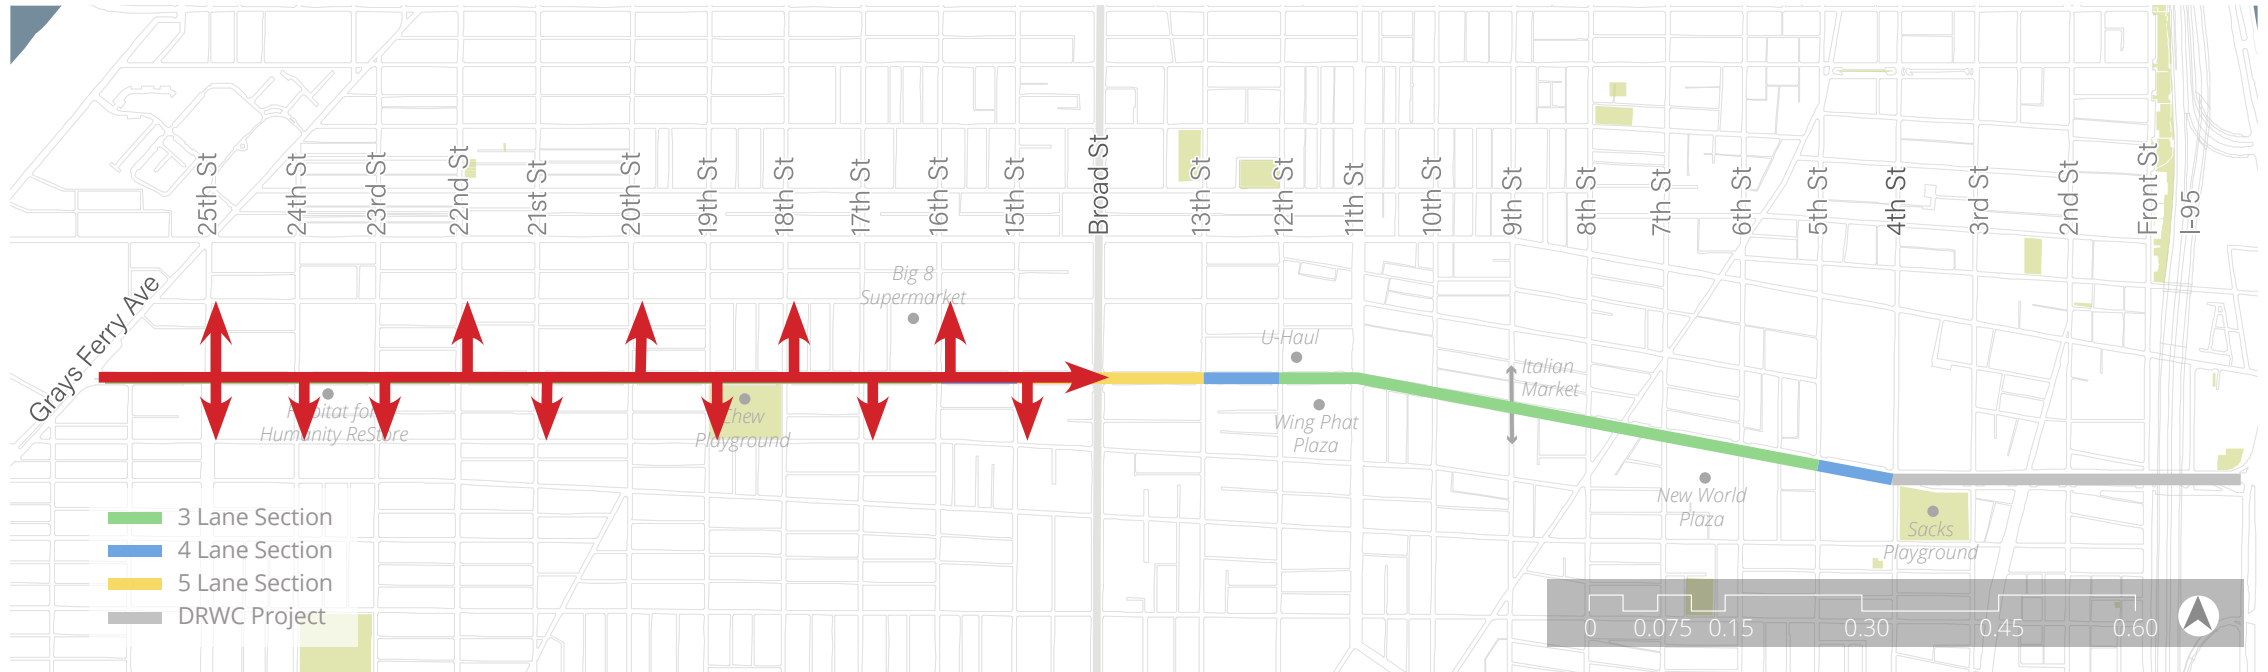 25th St
24th St
23rd St
22nd St
21st St
20th St
19th St
18th St
17th St
16th St
15th St
Broad St
13th St
12th St
11th St
10th St
9th St
8th St
7th St
6th St
5th St
4th St
3rd St
2nd St
Front St
I-95
Grays Ferry Ave
Big 8
Supermarket
U-Haul
Italian
Market
Habitat for
Humanity ReStore
Chew
Playground
Wing Phat
Plaza
New World
Plaza
Sacks
Playground
3 Lane Section
4 Lane Section
5 Lane Section
DRWC Project
0 0.075 0.15 0.30 0.45 0.60